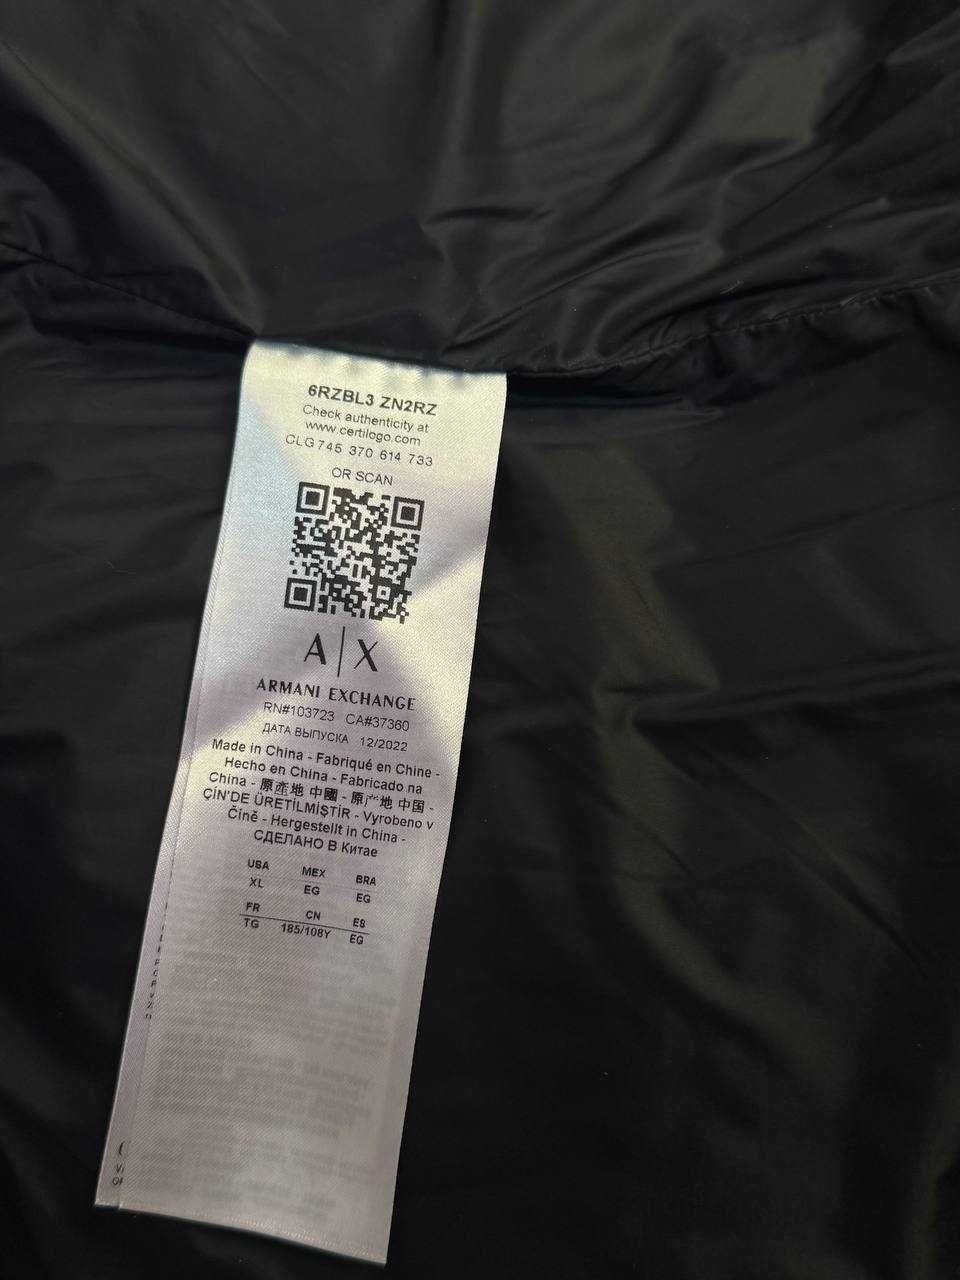 6RZBL3 ZN2RZ
Check authenticity at
www.certilogo.com
CLG 745 370 614 733
OR SCAN
A|X
ARMANI EXCHANGE
RN#103723 CA#37360
ДАТА ВЫПУСКА 12/2022
Made in China - Fabriqué en Chine -
Hecho en China - Fabricado na
China - 原產地 中國 - 原产地 中国 -
ÇİN'DE ÜRETİLMİŞTİR - Vyrobeno v
Číně - Hergestellt in China -
СДЕЛАНО В Китае
USA MEX BRA
XL EG EG
FR CN ES
TG 185/108Y EG